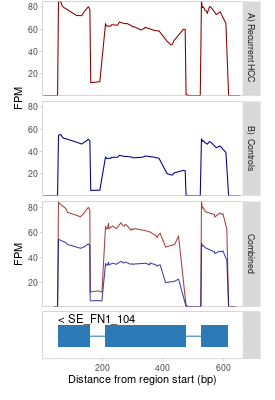 80
60
40
20
A) Recurrent HCC
FPM
80
60
40
20
B): Controls
80
60
40
20
FPM
Combined
< SE_FN1_104
200
400
600
Distance from region start (bp)